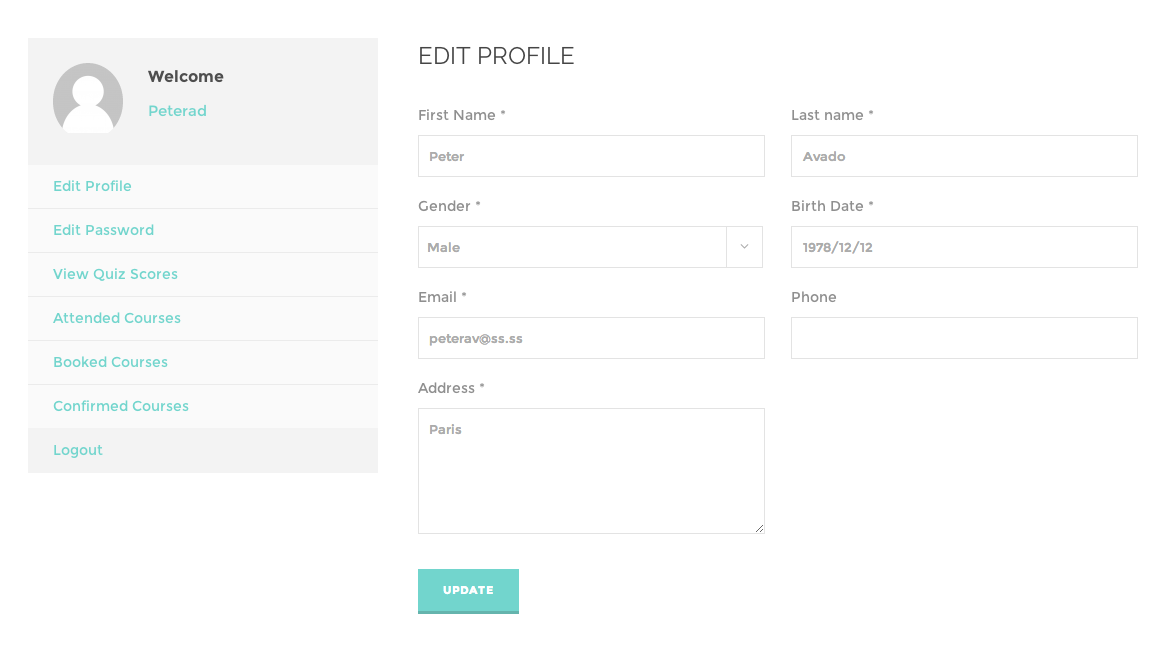 Welcome
Peterad
Edit Profile
Edit Password
View Quiz Scores
Attended Courses
Booked Courses
Confirmed Courses
Logout
EDIT PROFILE
First Name *
Last name *
Peter
Avado
Gender *
Birth Date *
Male
1978/12/12
Email *
Phone
peterav@ss.ss
Address *
Paris
UPDATE